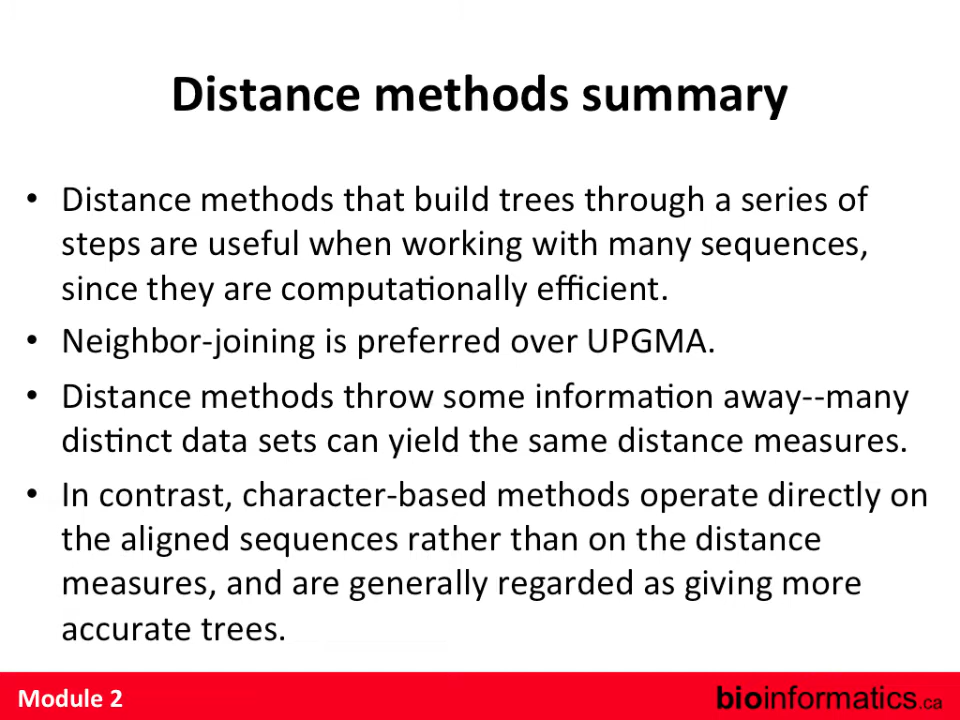 Distance methods summary
• Distance methods that build trees through a series of
steps are useful when working with many sequences,
since they are computationally efficient.
• Neighbor-joining is preferred over UPGMA.
• Distance methods throw some information away--many
distinct data sets can yield the same distance measures.
• In contrast, character-based methods operate directly on
the aligned sequences rather than on the distance
measures, and are generally regarded as giving more
accurate trees.
Module 2
bioinformatics.ca